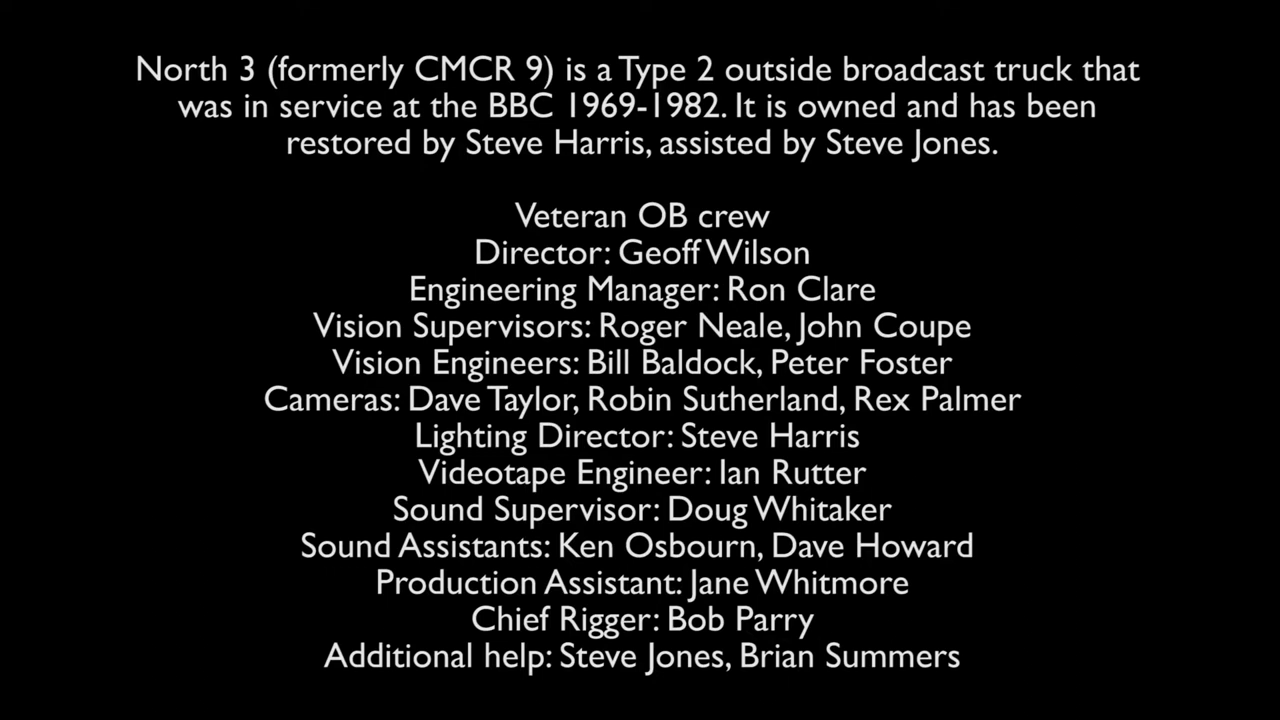 North 3 (formerly CMCR 9) is a Type 2 outside broadcast truck that
was in service at the BBC 1969-1982. It is owned and has been
restored by Steve Harris, assisted by Steve Jones.
Veteran OB crew
Director: Geoff Wilson
Engineering Manager: Ron Clare
Vision Supervisors: Roger Neale, John Coupe
Vision Engineers: Bill Baldock, Peter Foster
Cameras: Dave Taylor, Robin Sutherland, Rex Palmer
Lighting Director: Steve Harris
Videotape Engineer: Ian Rutter
Sound Supervisor: Doug Whitaker
Sound Assistants: Ken Osbourn, Dave Howard
Production Assistant: Jane Whitmore
Chief Rigger: Bob Parry
Additional help: Steve Jones, Brian Summers